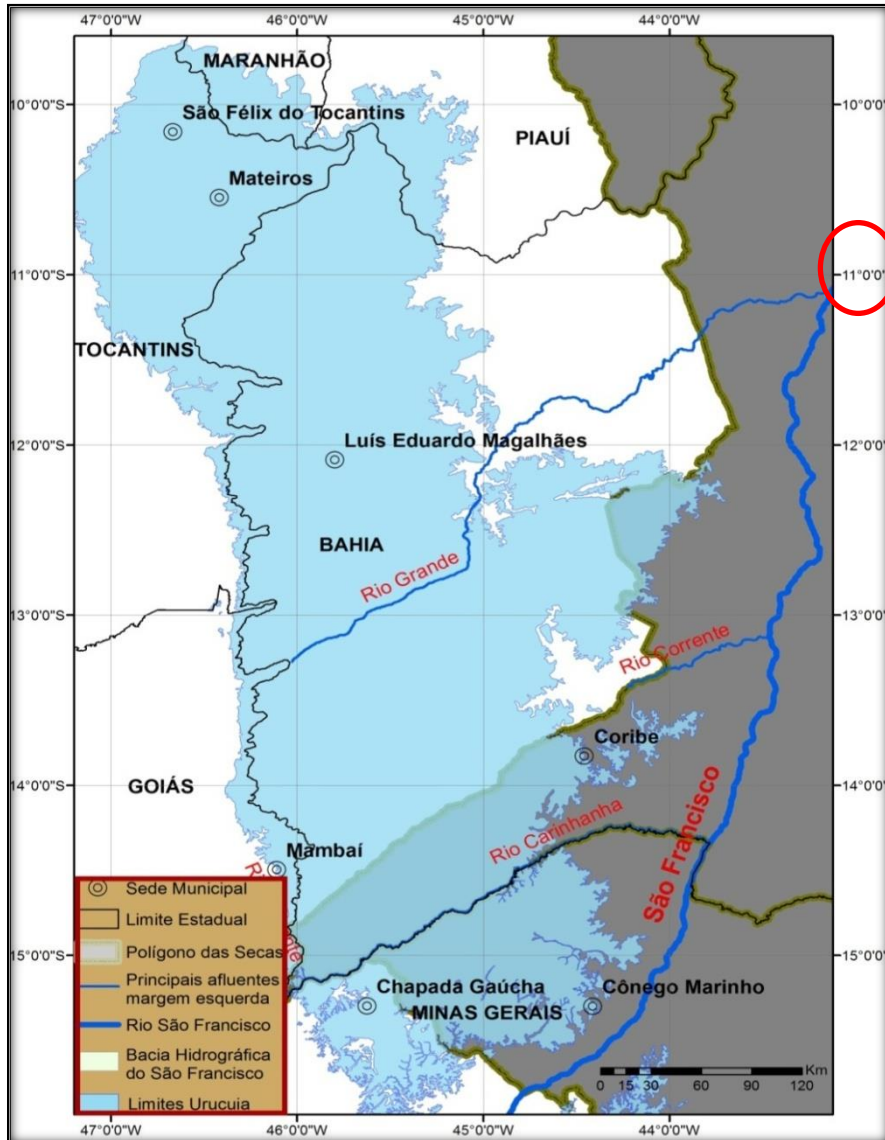 47°0'0"W
46°0'0"W
45°0'0"W
44°0'0"W
MARANHÃO
10°0'0"S
10°0'0"S
São Félix do Tocantins
PIAUÍ
Mateiros
11°0'0"S
11°0'0"S
TOCANTINS
12°0'0"S
12°0'0"S
Luís Eduardo Magalhães
BAHIA
Rio Grande
13°0'0"S
13°0'0"S
Rio Corrente
Coribe
14°0'0"S
14°0'0"S
GOIÁS
Rio Carinhanha
São Francisco
Mambaí
Sede Municipal
Limite Estadual
Polígono das Secas
15°0'0"S
15°0'0"S
Principais afluentes
margem esquerda
Chapada Gaúcha
Cônego Marinho
MINAS GERAIS
Rio São Francisco
Bacia Hidrográfica
do São Francisco
Km
0 15 30 60 90 120
Limites Urucuia
47°0'0"W
46°0'0"W
45°0'0"W
44°0'0"W